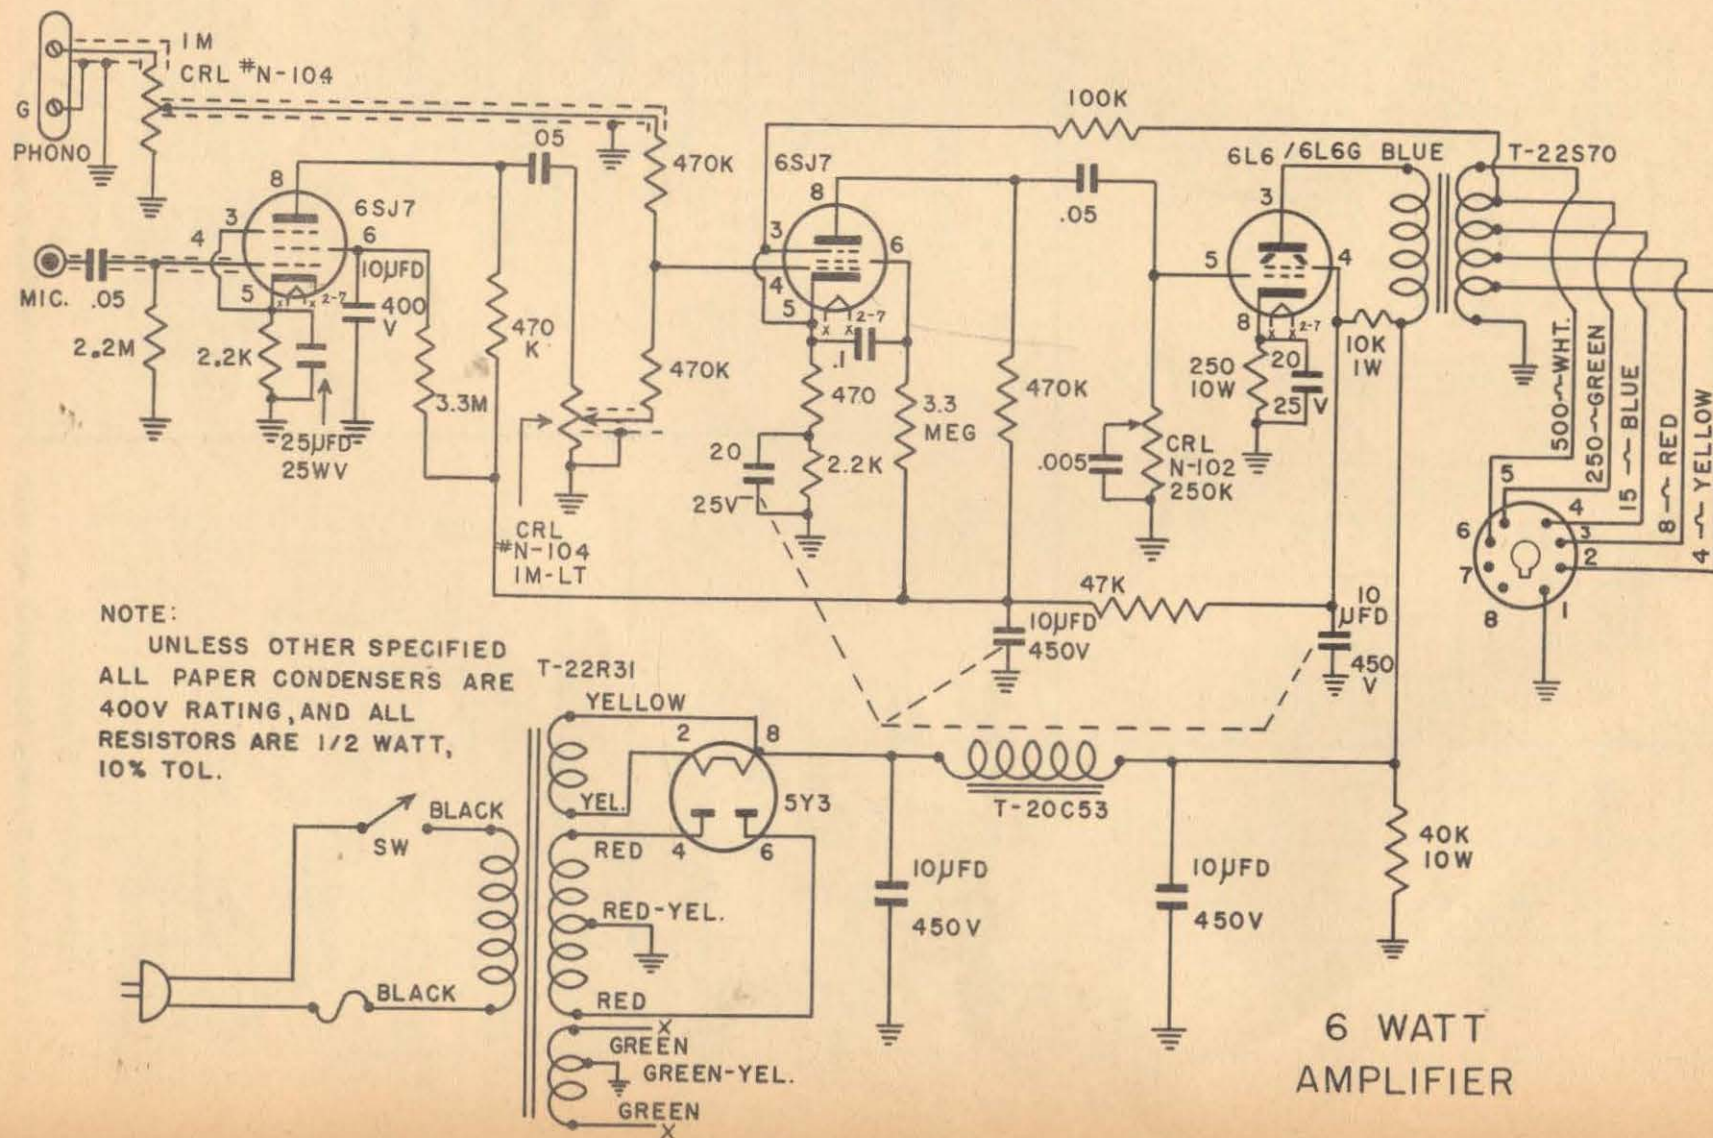 1M
CRL #N-104
G
PHONO
8
6SJ7
3
4
6
5
x x 2-7
MIC. .05
2.2M
2.2K
10µFD
400
V
3.3M
25µFD
25WV
05
470
K
470K
470K
CRL
#N-104
1M-LT
100K
6SJ7
8
3
6
4
5
x x 2-7
.1
470
20
25V
2.2K
3.3
MEG
470K
.05
.005
CRL
N-102
250K
6L6 / 6L6G BLUE
3
5
4
8
2-7
250
10W
20
25 V
10K
1W
T-22S70
500~WHT.
250~GREEN
15~BLUE
8~RED
4~YELLOW
5
4
6
3
2
7
8
1
47K
10µFD
450V
10
µFD
450
V
NOTE:
UNLESS OTHER SPECIFIED
ALL PAPER CONDENSERS ARE
400V RATING, AND ALL
RESISTORS ARE 1/2 WATT,
10% TOL.
T-22R31
YELLOW
2
8
YEL.
5Y3
RED
4
6
RED-YEL.
RED
X
GREEN
GREEN-YEL.
GREEN
X
BLACK
SW
BLACK
T-20C53
10µFD
450V
10µFD
450V
40K
10W
6 WATT
AMPLIFIER